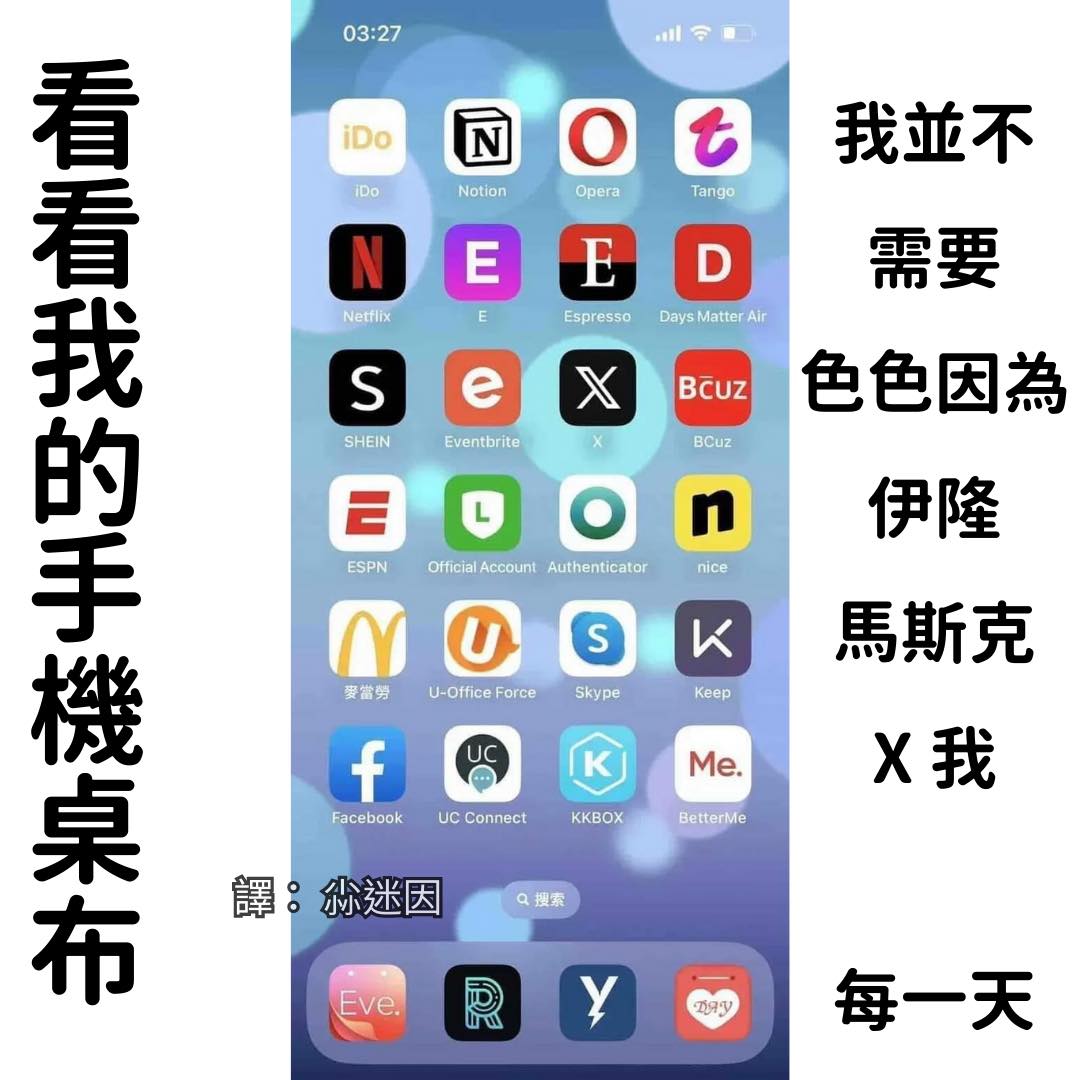 看看我的手機桌布
03:27
iDo N O t
iDo Notion Opera Tango
N E E D
Netflix E Espresso Days Matter Air
S e X BCUZ
SHEIN Eventbrite X BCuz
E L O n
ESPN Official Account Authenticator nice
M U S K
麥當勞 U-Office Force Skype Keep
f UC K Me.
Facebook UC Connect KKBOX BetterMe
譯：尛迷因
搜索
Eve. R Y DAY
我並不
需要
色色因為
伊隆
馬斯克
X 我
每一天